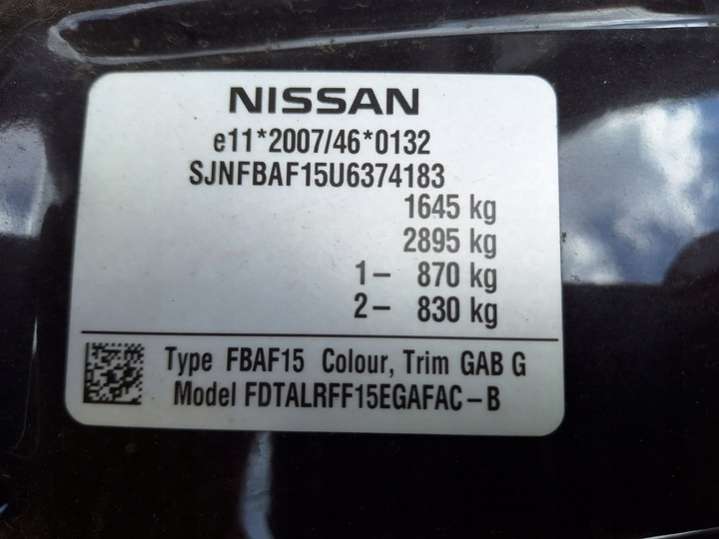 NISSAN
e11*2007/46*0132
SJNFBAF15U6374183
1645 kg
2895 kg
1- 870 kg
2- 830 kg
Type FBAF15 Colour, Trim GAB G
Model FDTALRFF15EGAFAC-B